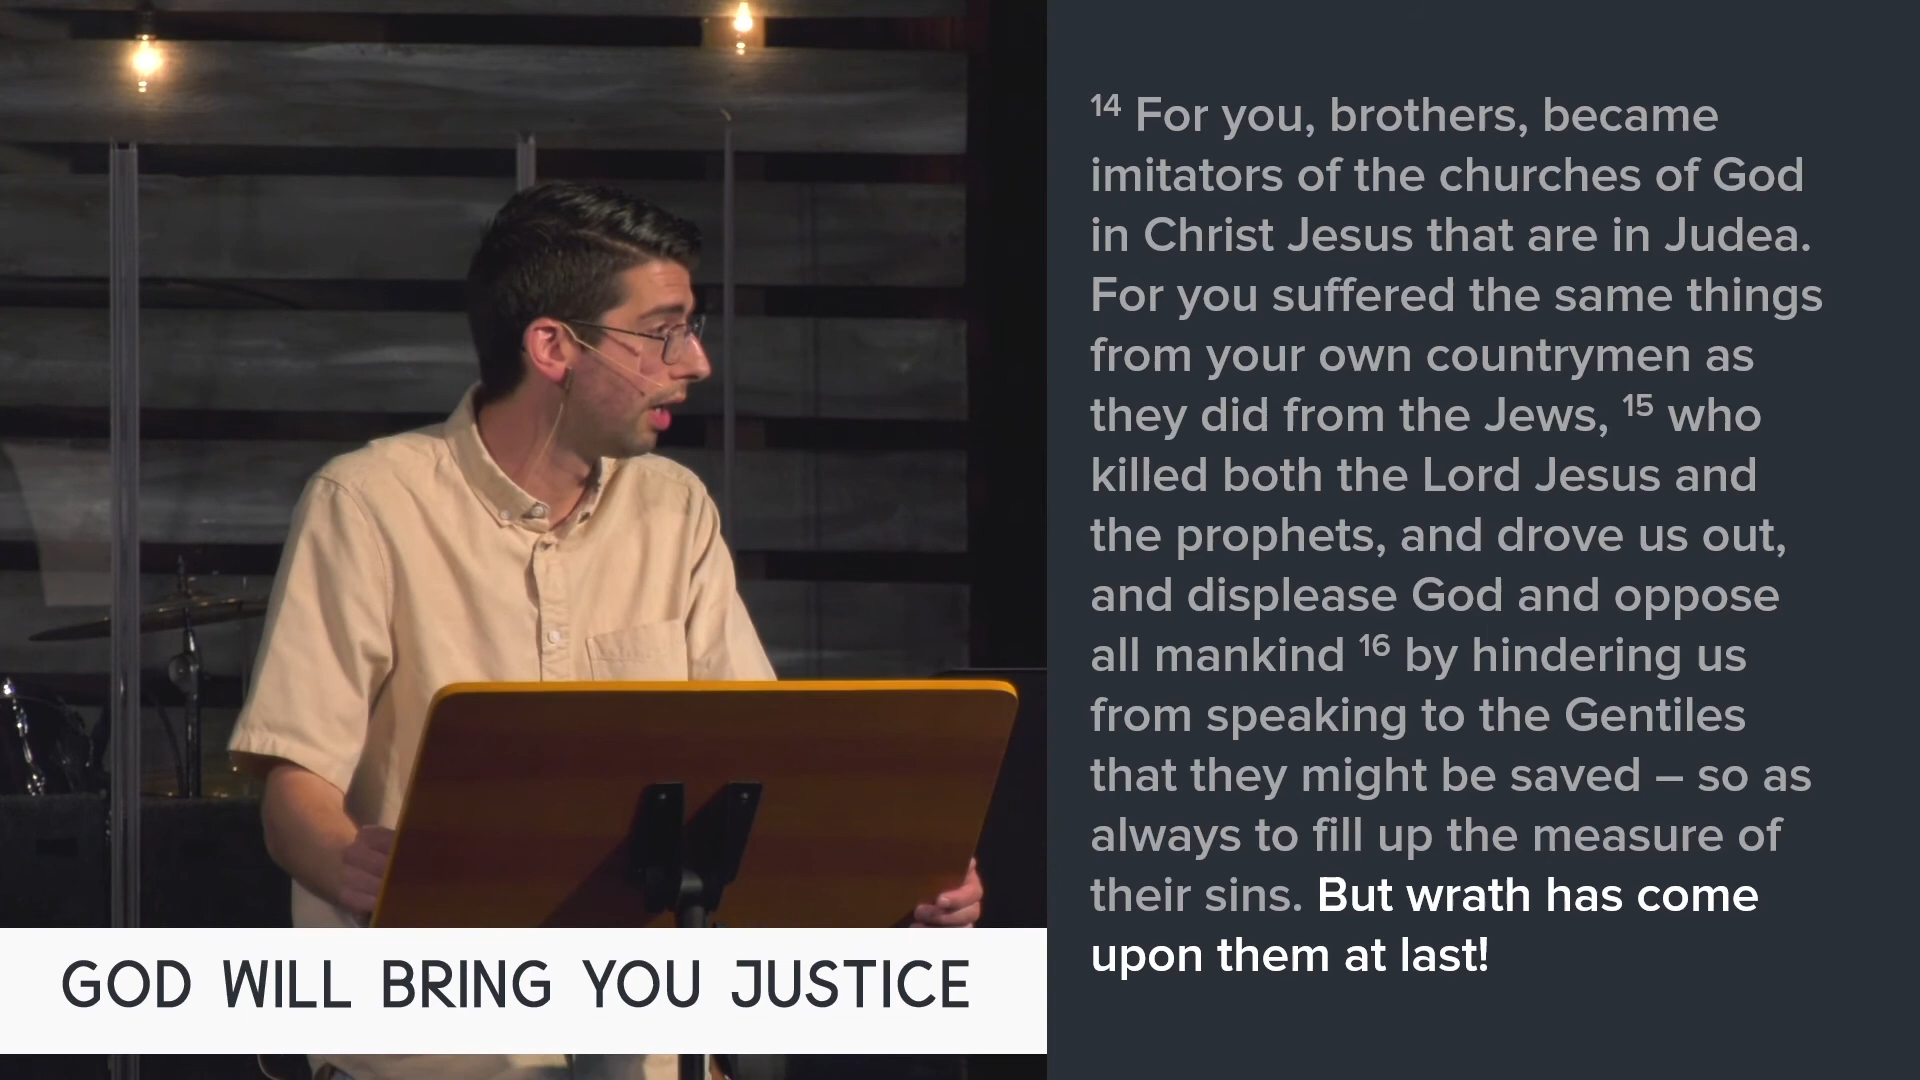 GOD WILL BRING YOU JUSTICE
14 For you, brothers, became
imitators of the churches of God
in Christ Jesus that are in Judea.
For you suffered the same things
from your own countrymen as
they did from the Jews, 15 who
killed both the Lord Jesus and
the prophets, and drove us out,
and displease God and oppose
all mankind 16 by hindering us
from speaking to the Gentiles
that they might be saved – so as
always to fill up the measure of
their sins. But wrath has come
upon them at last!